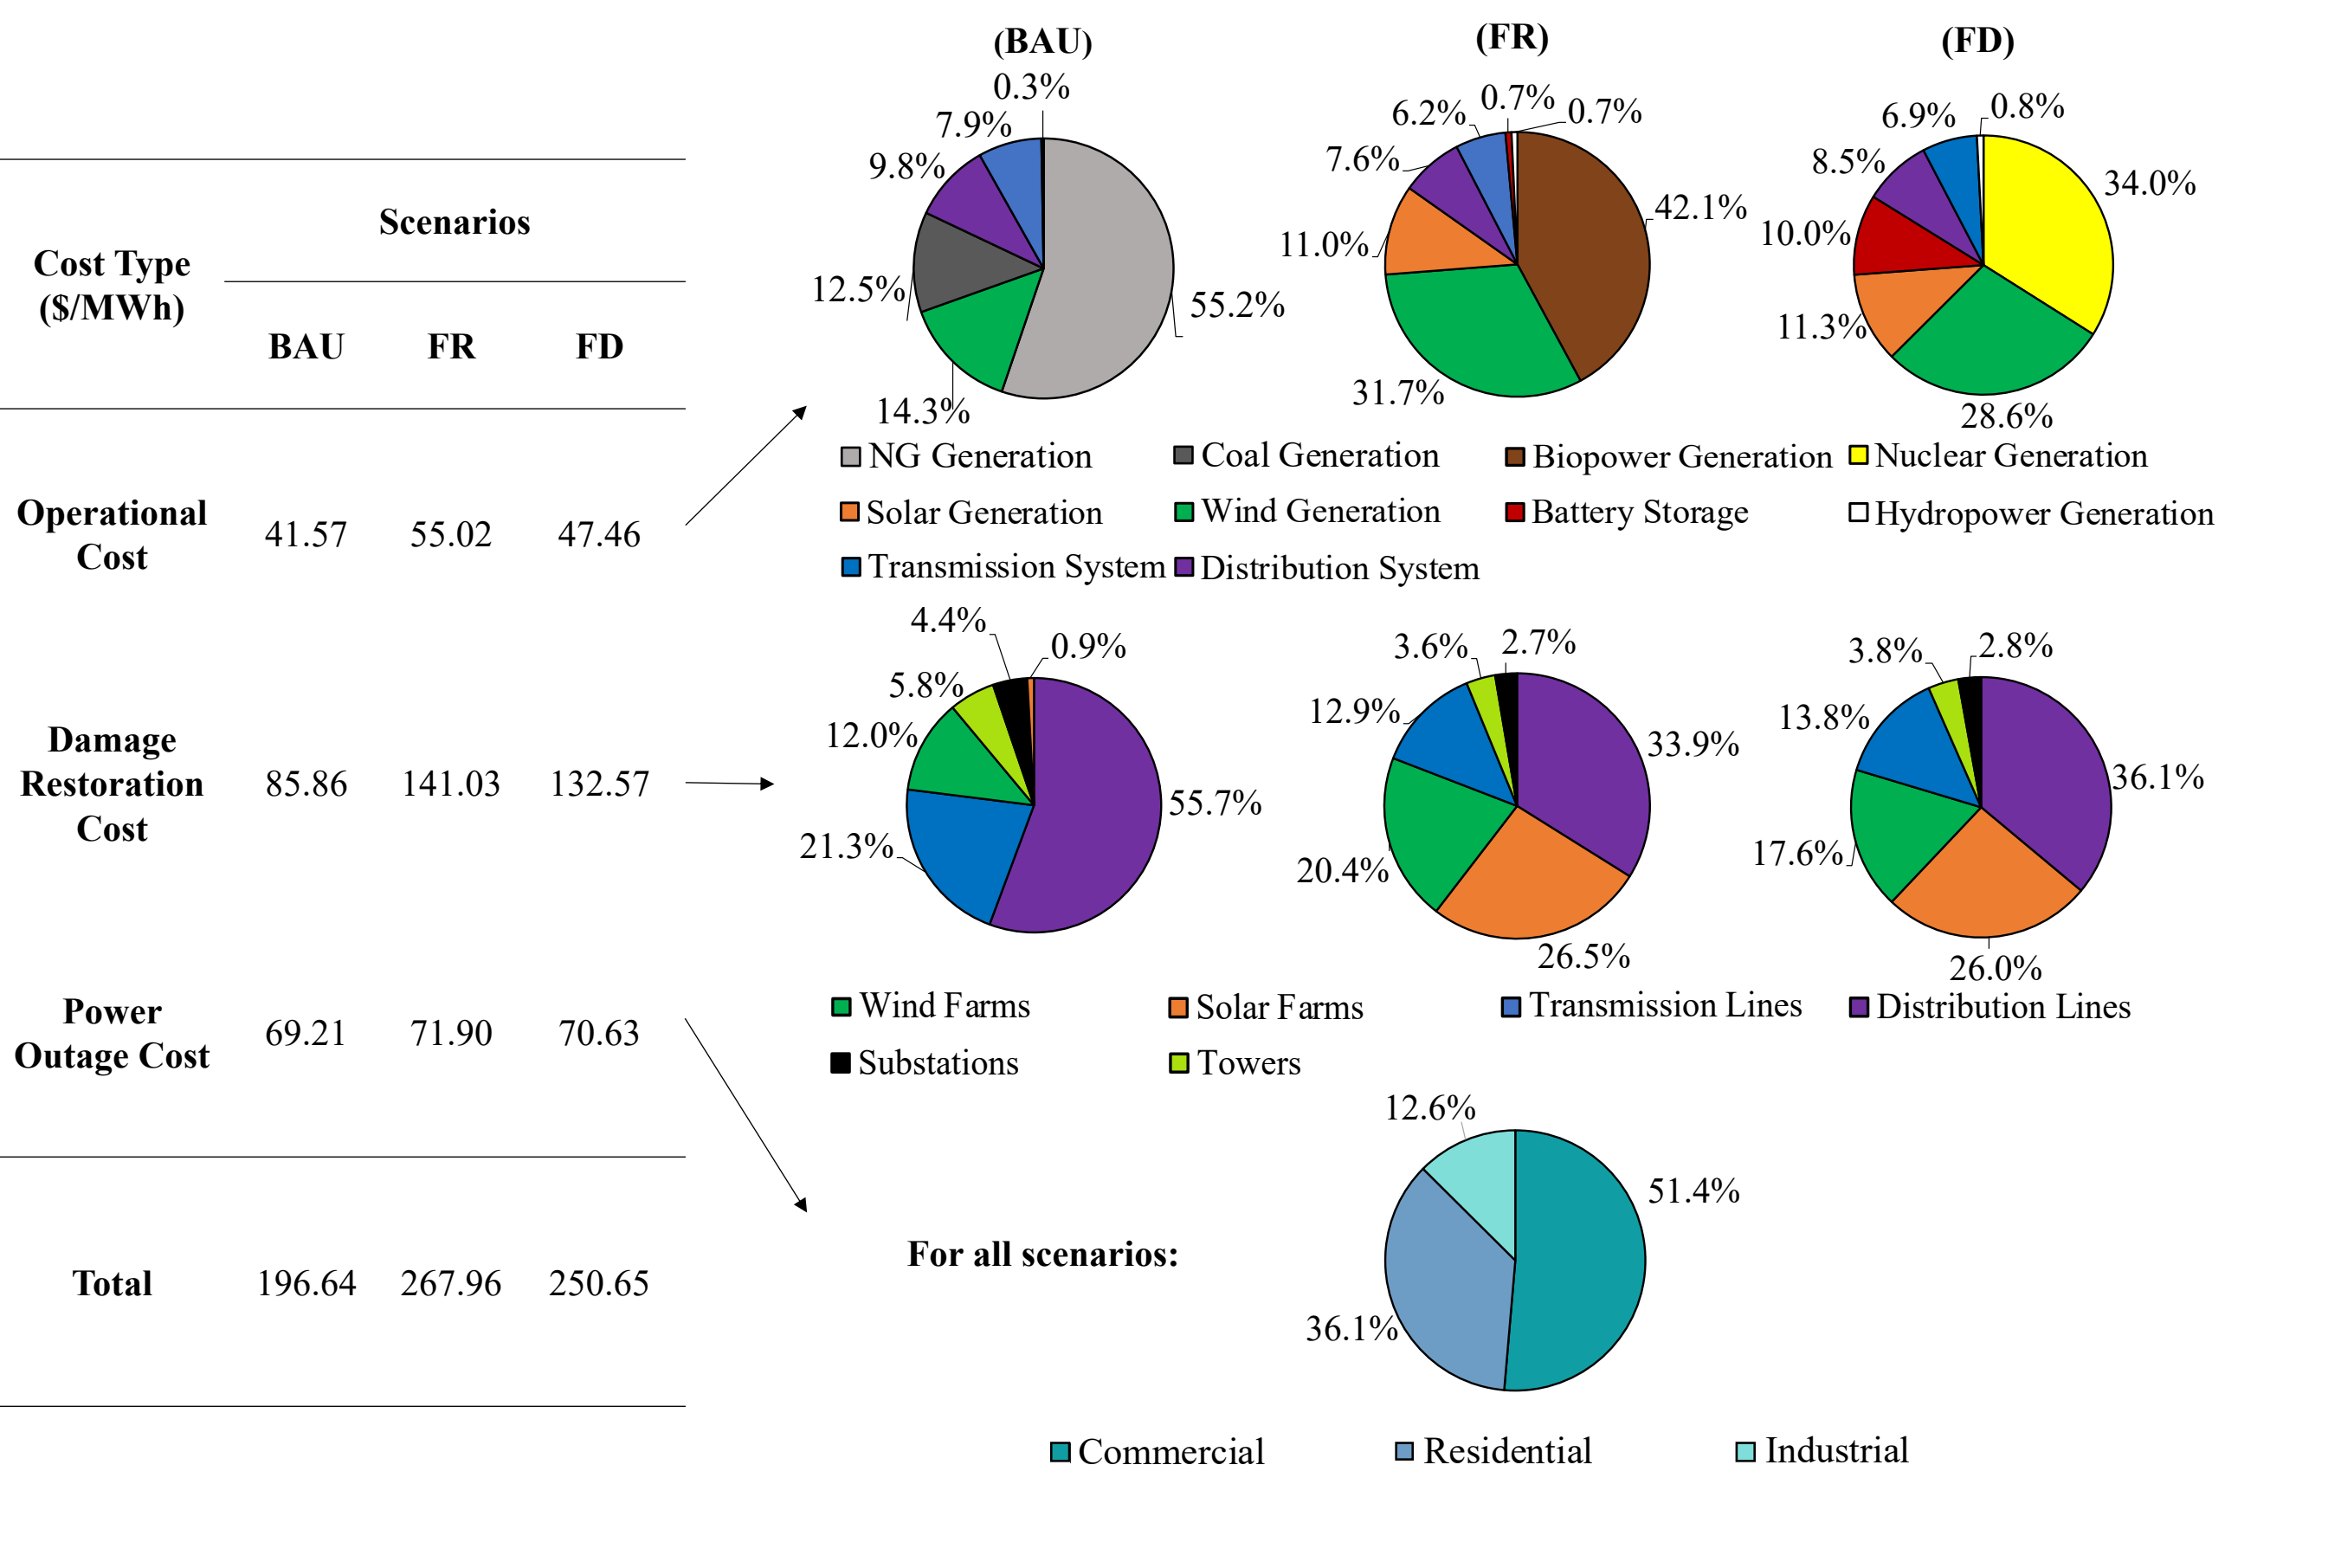 (BAU)
(FR)
(FD)
0.3%
7.9%
9.8%
12.5%
14.3%
55.2%
6.2%
0.7%
0.7%
7.6%
11.0%
31.7%
42.1%
6.9%
0.8%
8.5%
10.0%
11.3%
28.6%
34.0%
Cost Type
($/MWh)
Scenarios
BAU FR FD
NG Generation
Coal Generation
Biopower Generation
Nuclear Generation
Solar Generation
Wind Generation
Battery Storage
Hydropower Generation
Transmission System
Distribution System
Operational
Cost
41.57 55.02 47.46
4.4%
0.9%
5.8%
12.0%
21.3%
55.7%
3.6%
2.7%
12.9%
33.9%
20.4%
26.5%
3.8%
2.8%
13.8%
36.1%
17.6%
26.0%
Damage
Restoration
Cost
85.86 141.03 132.57
Wind Farms
Solar Farms
Transmission Lines
Distribution Lines
Substations
Towers
Power
Outage Cost
69.21 71.90 70.63
12.6%
51.4%
36.1%
For all scenarios:
Total 196.64 267.96 250.65
Commercial
Residential
Industrial